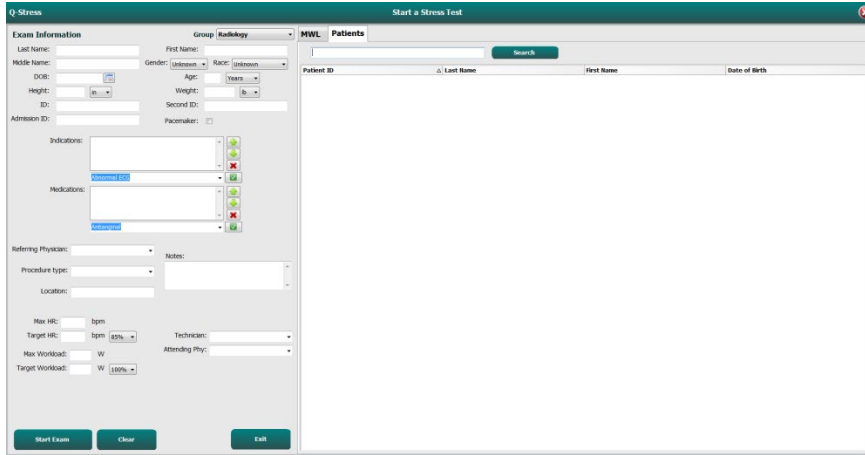 Q-Stress Start a Stress Test
Exam Information Group Radiology
MWL Patients
Last Name: First Name:
Search
Middle Name: Gender: Unknown Race: Unknown
Patient ID Last Name First Name Date of Birth
DOB: Age: Years
Height: in Weight: lb
ID: Second ID:
Admission ID: Pacemaker:
Indications:
Abnormal ECG
Medications:
Antianginal
Referring Physician:
Notes:
Procedure type:
Location:
Max HR: bpm
Target HR: bpm 85% Technician:
Attending Phy:
Max Workload: W
Target Workload: W 100%
Start Exam Clear Exit